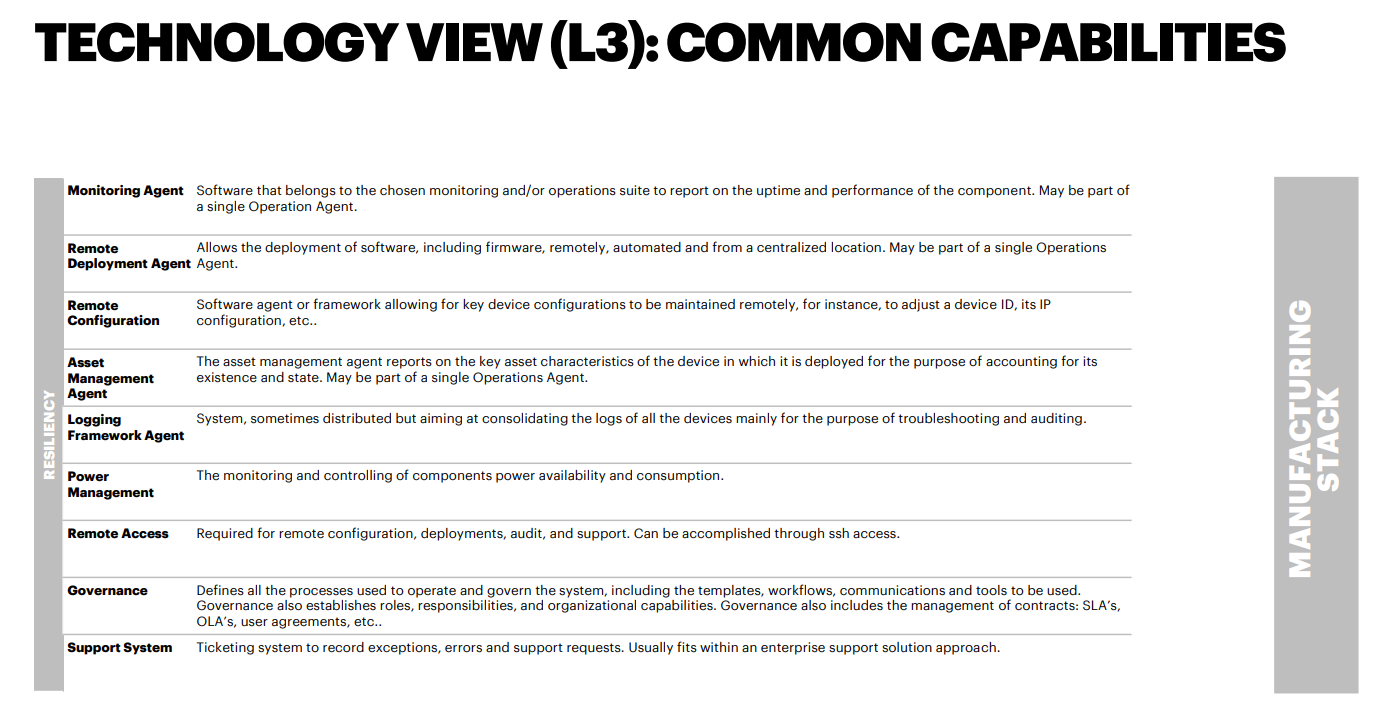 TECHNOLOGY VIEW (L3): COMMON CAPABILITIES
RESILIENCY
Monitoring Agent
Software that belongs to the chosen monitoring and/or operations suite to report on the uptime and performance of the component. May be part of
a single Operation Agent.
Remote
Deployment Agent
Allows the deployment of software, including firmware, remotely, automated and from a centralized location. May be part of a single Operations
Agent.
Remote
Configuration
Software agent or framework allowing for key device configurations to be maintained remotely, for instance, to adjust a device ID, its IP
configuration, etc..
Asset
Management
Agent
The asset management agent reports on the key asset characteristics of the device in which it is deployed for the purpose of accounting for its
existence and state. May be part of a single Operations Agent.
Logging
Framework Agent
System, sometimes distributed but aiming at consolidating the logs of all the devices mainly for the purpose of troubleshooting and auditing.
Power
Management
The monitoring and controlling of components power availability and consumption.
Remote Access
Required for remote configuration, deployments, audit, and support. Can be accomplished through ssh access.
Governance
Defines all the processes used to operate and govern the system, including the templates, workflows, communications and tools to be used.
Governance also establishes roles, responsibilities, and organizational capabilities. Governance also includes the management of contracts: SLA’s,
OLA’s, user agreements, etc..
Support System
Ticketing system to record exceptions, errors and support requests. Usually fits within an enterprise support solution approach.
MANUFACTURING
STACK